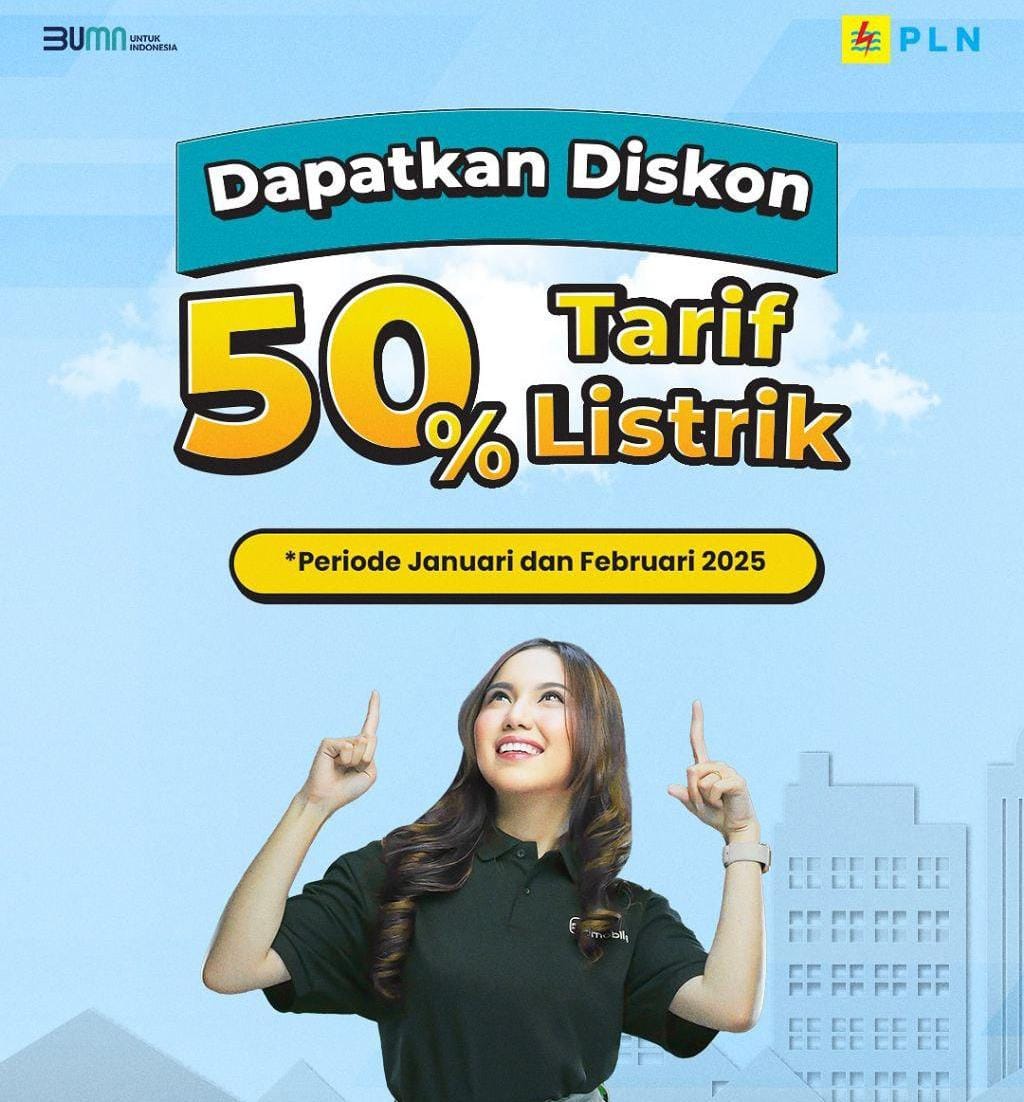 BUMN UNTUK
INDONESIA
PLN
Dapatkan Diskon
50% Tarif
Listrik
*Periode Januari dan Februari 2025